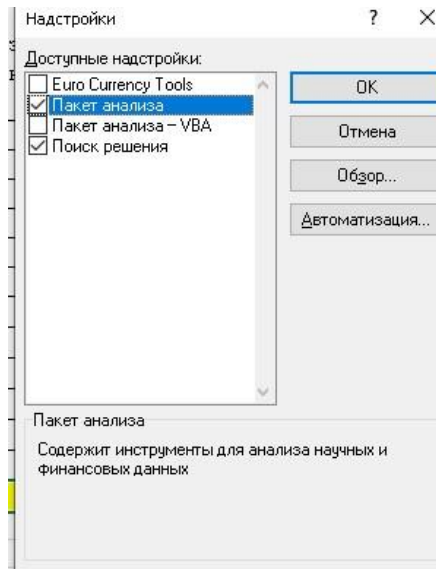 Надстройки
Доступные надстройки:
Euro Currency Tools
Пакет анализа
Пакет анализа – VBA
Поиск решения
ОК
Отмена
Обзор...
Автоматизация...
Пакет анализа
Содержит инструменты для анализа научных и
финансовых данных